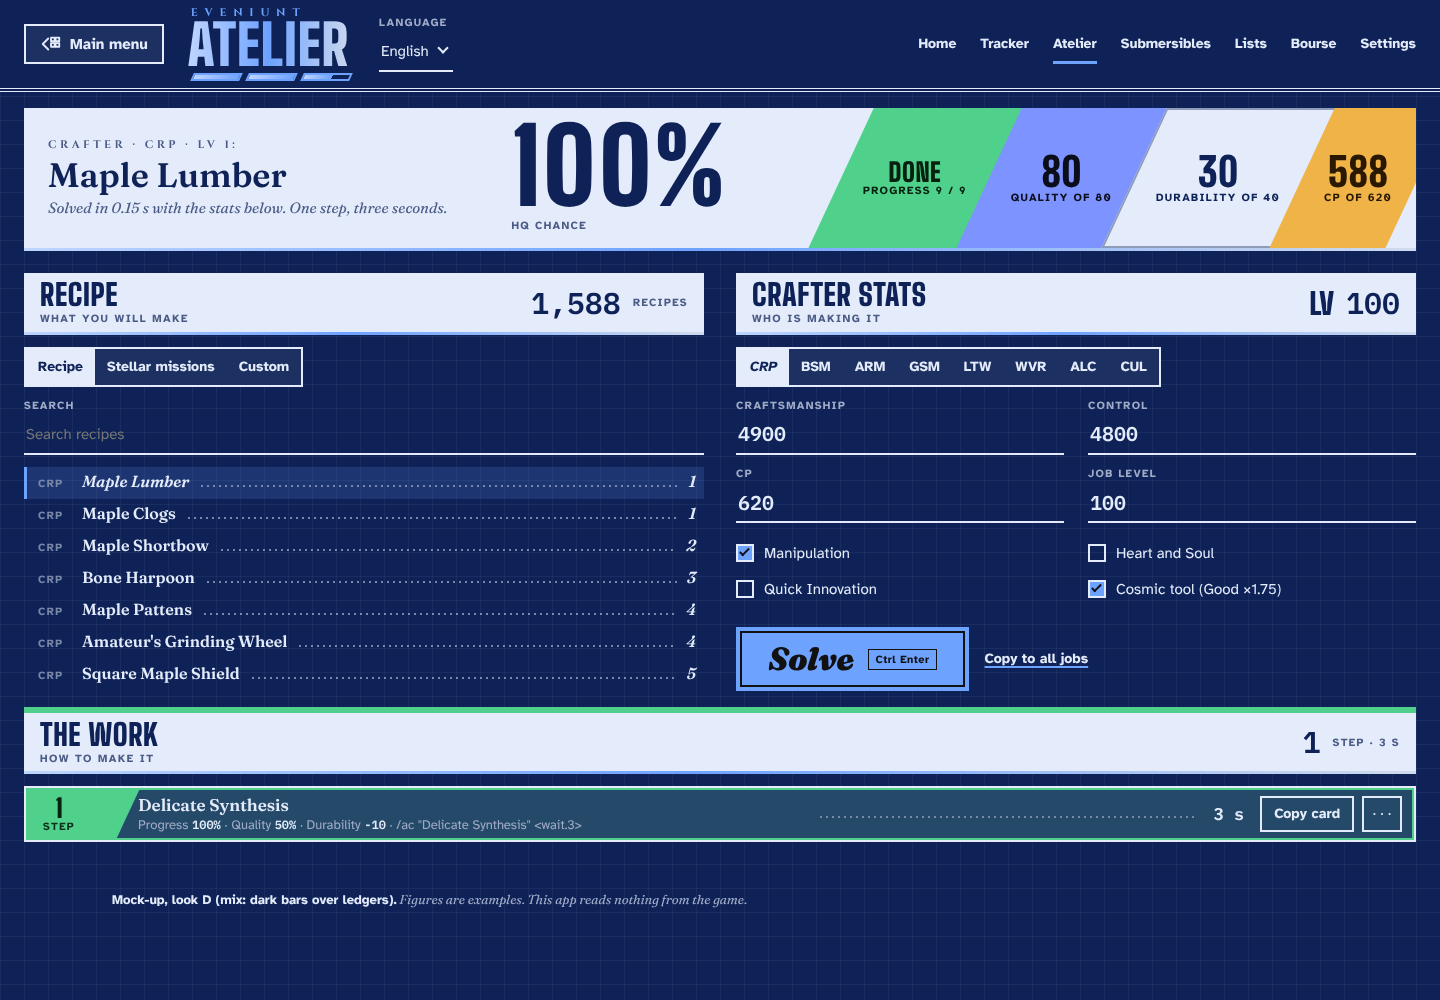 Main menu
EVENIUNT
ATELIER
LANGUAGE
English
Home Tracker Atelier Submersibles Lists Bourse Settings
CRAFTER · CRP · LV 1:
Maple Lumber
Solved in 0.15 s with the stats below. One step, three seconds.
100%
HQ CHANCE
DONE
PROGRESS 9 / 9
80
QUALITY OF 80
30
DURABILITY OF 40
588
CP OF 620
RECIPE
WHAT YOU WILL MAKE
1,588 RECIPES
Recipe Stellar missions Custom
SEARCH
Search recipes
CRP Maple Lumber 1
CRP Maple Clogs 1
CRP Maple Shortbow 2
CRP Bone Harpoon 3
CRP Maple Pattens 4
CRP Amateur's Grinding Wheel 4
CRP Square Maple Shield 5
CRAFTER STATS
WHO IS MAKING IT
LV 100
CRP BSM ARM GSM LTW WVR ALC CUL
CRAFTSMANSHIP
4900
CONTROL
4800
CP
620
JOB LEVEL
100
Manipulation
Heart and Soul
Quick Innovation
Cosmic tool (Good ×1.75)
Solve Ctrl Enter
Copy to all jobs
THE WORK
HOW TO MAKE IT
1 STEP · 3 S
1
STEP
Delicate Synthesis
Progress 100% · Quality 50% · Durability -10 · /ac "Delicate Synthesis" <wait.3>
3 s
Copy card
···
Mock-up, look D (mix: dark bars over ledgers). Figures are examples. This app reads nothing from the game.